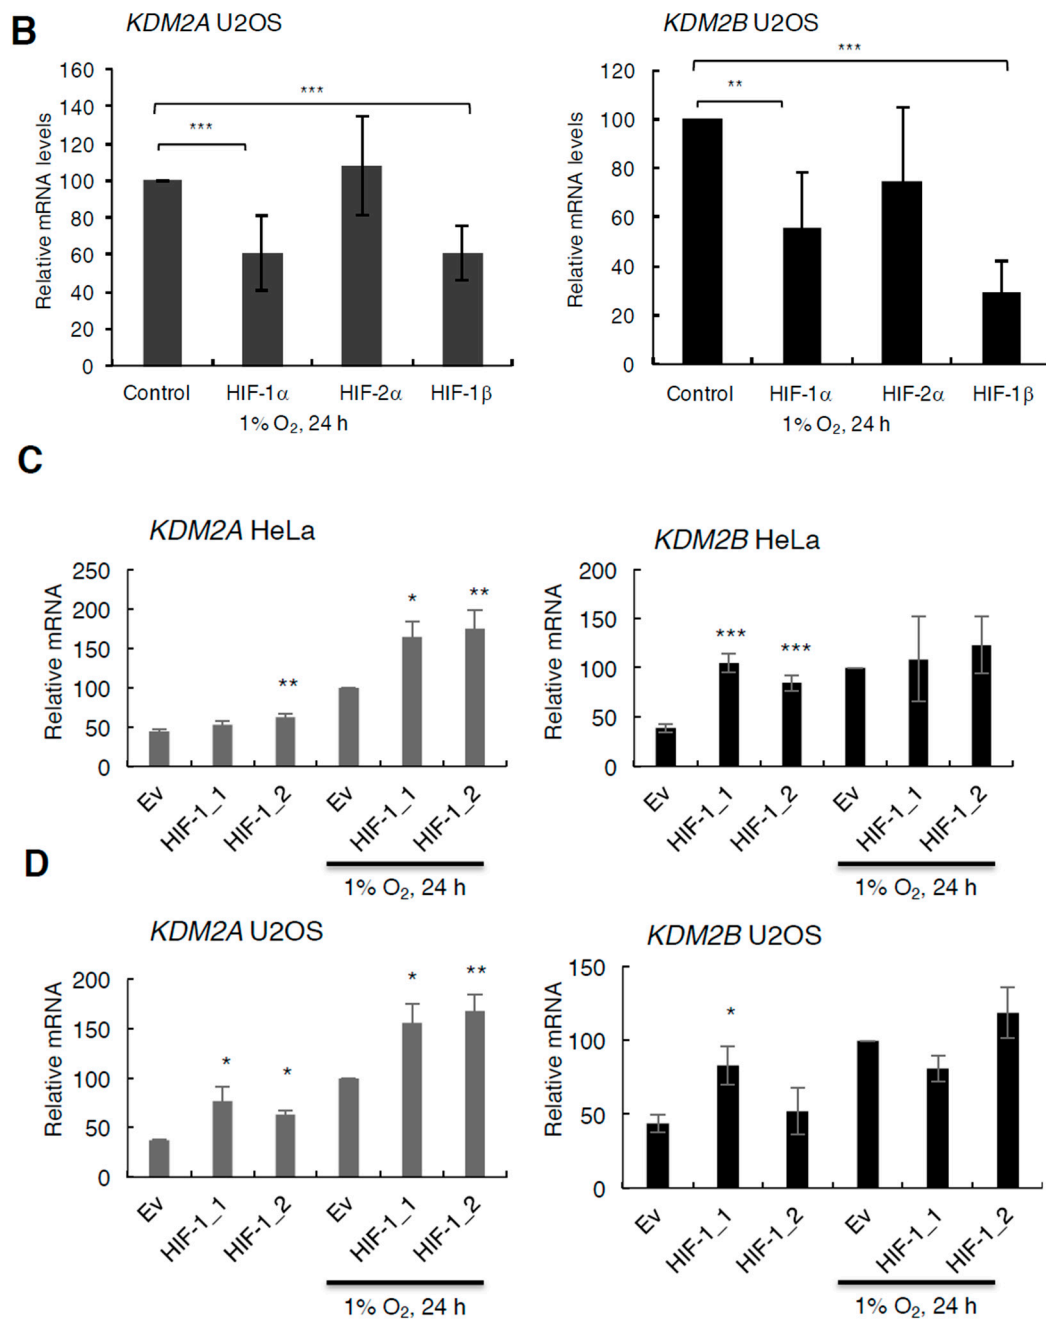 B
KDM2A U2OS
Relative mRNA levels
160
140
120
100
80
60
40
20
0
***
***
Control HIF-1α HIF-2α HIF-1β
1% O₂, 24 h
KDM2B U2OS
Relative mRNA levels
120
100
80
60
40
20
0
***
**
Control HIF-1α HIF-2α HIF-1β
1% O₂, 24 h
C
KDM2A HeLa
Relative mRNA
250
200
150
100
50
0
** * **
Ev HIF-1_1 HIF-1_2 Ev HIF-1_1 HIF-1_2
1% O₂, 24 h
KDM2B HeLa
Relative mRNA
200
150
100
50
0
*** ***
Ev HIF-1_1 HIF-1_2 Ev HIF-1_1 HIF-1_2
1% O₂, 24 h
D
KDM2A U2OS
Relative mRNA
200
150
100
50
0
* * * **
Ev HIF-1_1 HIF-1_2 Ev HIF-1_1 HIF-1_2
1% O₂, 24 h
KDM2B U2OS
Relative mRNA
150
100
50
0
*
Ev HIF-1_1 HIF-1_2 Ev HIF-1_1 HIF-1_2
1% O₂, 24 h